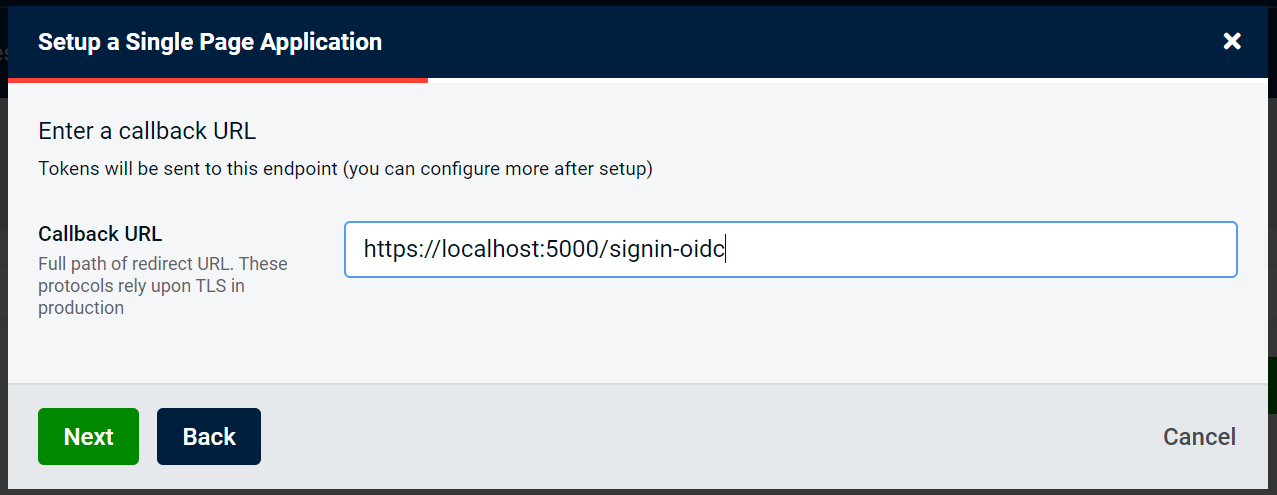 Setup a Single Page Application
Enter a callback URL
Tokens will be sent to this endpoint (you can configure more after setup)
Callback URL
Full path of redirect URL. These
protocols rely upon TLS in
production
https://localhost:5000/signin-oidc
Next
Back
Cancel